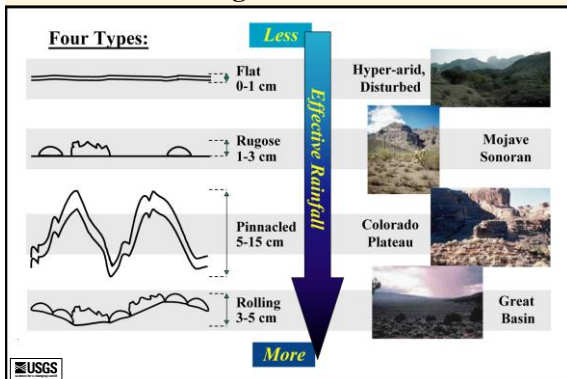 Four Types:
Less
Flat
0-1 cm
Hyper-arid,
Disturbed
Rugose
1-3 cm
Mojave
Sonoran
Effective Rainfall
Pinnacled
5-15 cm
Colorado
Plateau
Rolling
3-5 cm
Great
Basin
More
USGS